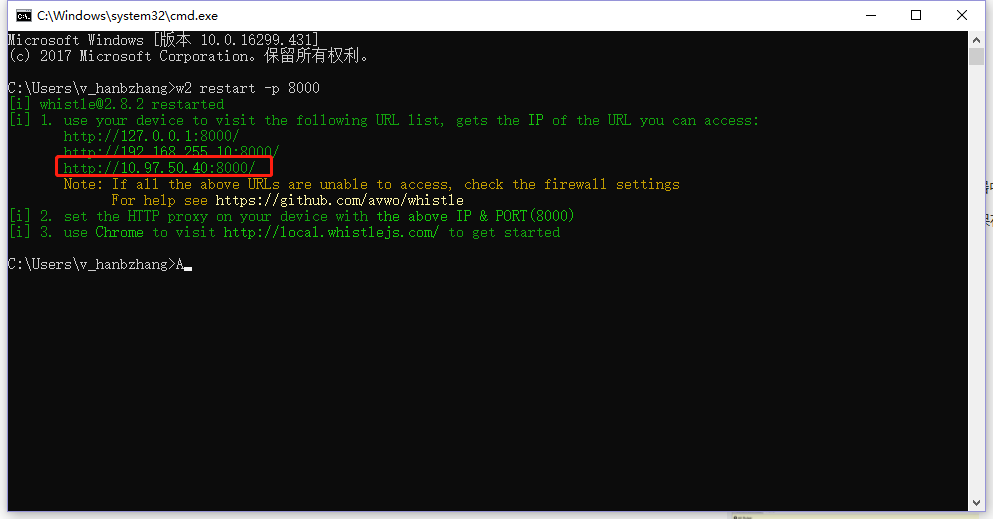 C:\Windows\system32\cmd.exe
Microsoft Windows [版本 10.0.16299.431]
(c) 2017 Microsoft Corporation。保留所有权利。
C:\Users\v_hanbzhang>w2 restart -p 8000
[i] whistle@2.8.2 restarted
[i] 1. use your device to visit the following URL list, gets the IP of the URL you can access:
http://127.0.0.1:8000/
http://192.168.255.10:8000/
http://10.97.50.40:8000/
Note: If all the above URLs are unable to access, check the firewall settings
For help see https://github.com/avwo/whistle
[i] 2. set the HTTP proxy on your device with the above IP & PORT(8000)
[i] 3. use Chrome to visit http://local.whistlejs.com/ to get started
C:\Users\v_hanbzhang>A